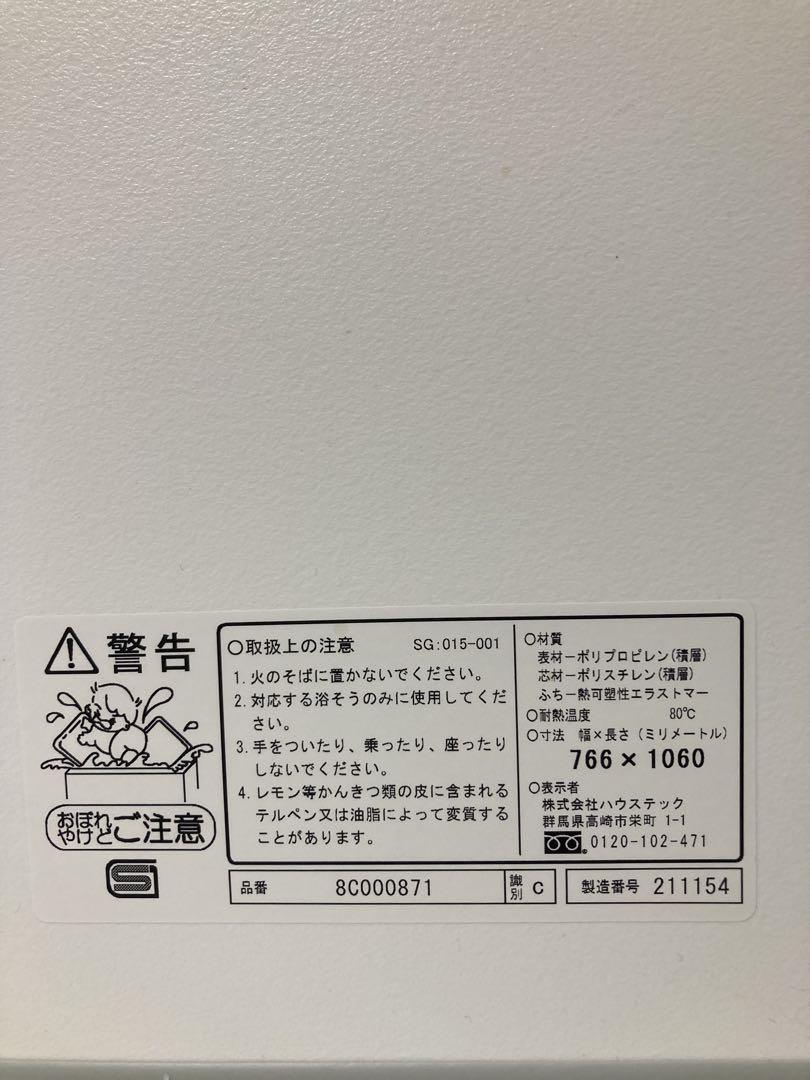 警告
おぼれ
やけど
ご注意
○取扱上の注意 SG:015-001
1. 火のそばに置かないでください。
2. 対応する浴そうのみに使用してくだ
さい。
3. 手をついたり、乗ったり、座ったり
しないでください。
4. レモン等かんきつ類の皮に含まれる
テルペン又は油脂によって変質する
ことがあります。
○材質
表材−ポリプロピレン(積層)
芯材−ポリスチレン(積層)
ふち−熱可塑性エラストマー
○耐熱温度 80℃
○寸法 幅×長さ(ミリメートル)
766×1060
○表示者
株式会社ハウステック
群馬県高崎市栄町 1-1
0120-102-471
品番 8C000871 識別 C 製造番号 211154